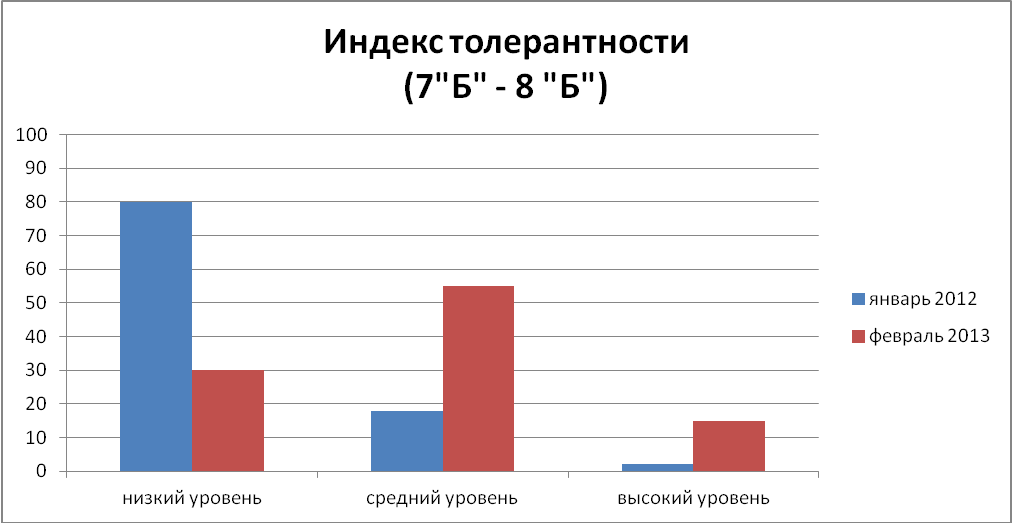 Индекс толерантности
(7"Б" - 8 "Б")
100
90
80
70
60
50
40
30
20
10
0
низкий уровень
средний уровень
высокий уровень
январь 2012
февраль 2013